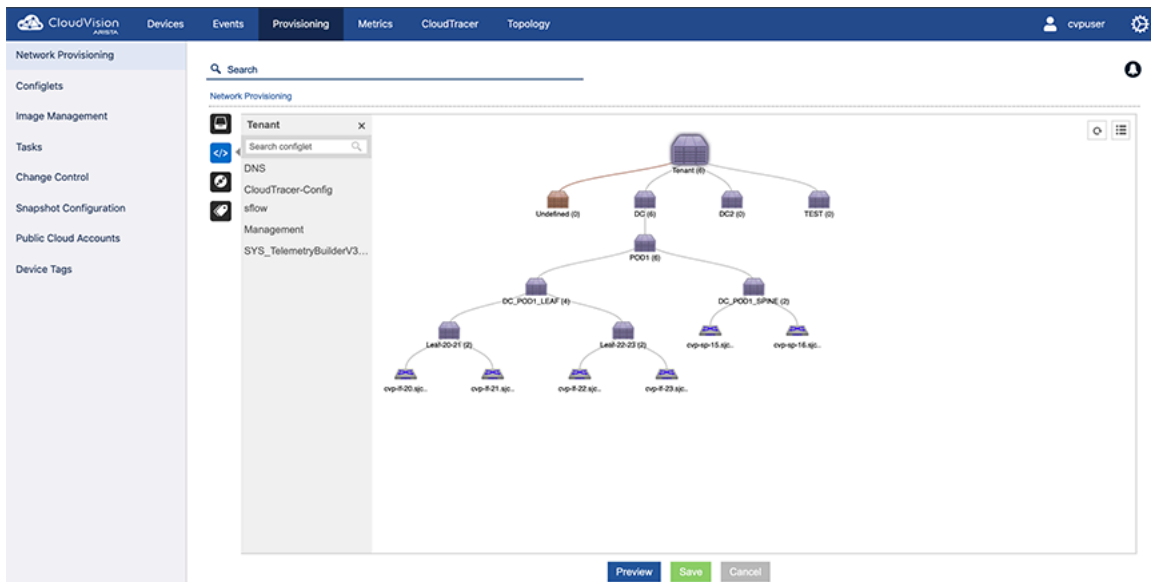 CloudVision
ARISTA
Devices
Events
Provisioning
Metrics
CloudTracer
Topology
cvpuser
Network Provisioning
Configlets
Image Management
Tasks
Change Control
Snapshot Configuration
Public Cloud Accounts
Device Tags
Search
Network Provisioning
Tenant
x
Search configlet
DNS
CloudTracer-Config
sflow
Management
SYS_TelemetryBuilderV3...
Tenant (6)
Undefined (0)
DC (6)
DC2 (0)
TEST (0)
POD1 (6)
DC_POD1_LEAF (4)
DC_POD1_SPINE (2)
Leaf-20-21 (2)
Leaf-22-23 (2)
cvp-sp-15.sjc..
cvp-sp-16.sjc..
cvp-lf-20.sjc..
cvp-lf-21.sjc..
cvp-lf-22.sjc..
cvp-lf-23.sjc..
Preview
Save
Cancel